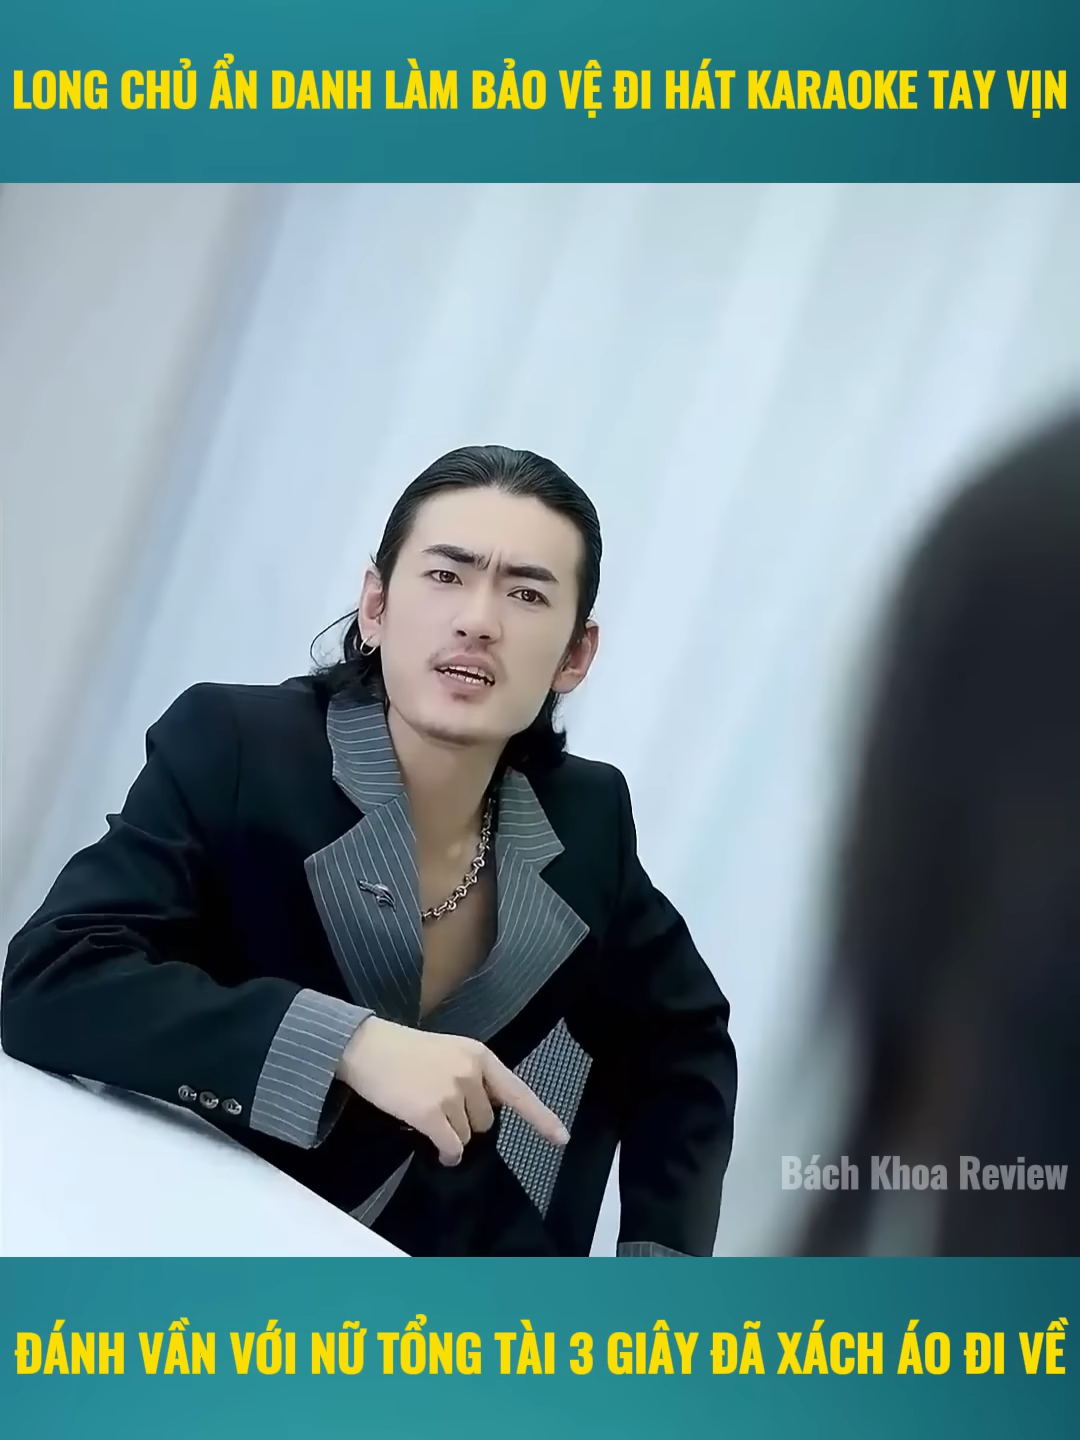 LONG CHỦ ẨN DANH LÀM BẢO VỆ ĐI HÁT KARAOKE TAY VỊN
Bách Khoa Review
ĐÁNH VẦN VỚI NỮ TỔNG TÀI 3 GIÂY ĐÃ XÁCH ÁO ĐI VỀ